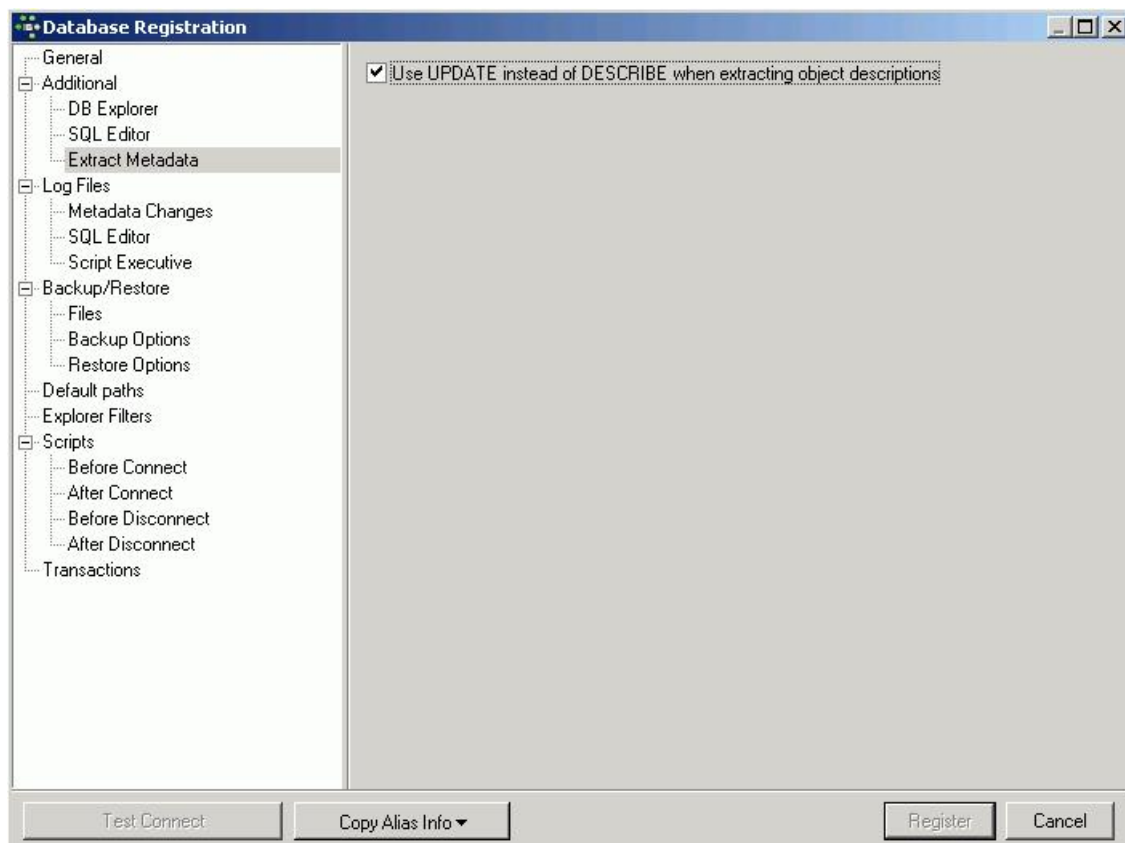 Database Registration
General
Additional
DB Explorer
SQL Editor
Extract Metadata
Log Files
Metadata Changes
SQL Editor
Script Executive
Backup/Restore
Files
Backup Options
Restore Options
Default paths
Explorer Filters
Scripts
Before Connect
After Connect
Before Disconnect
After Disconnect
Transactions
Use UPDATE instead of DESCRIBE when extracting object descriptions
Test Connect
Copy Alias Info
Register
Cancel